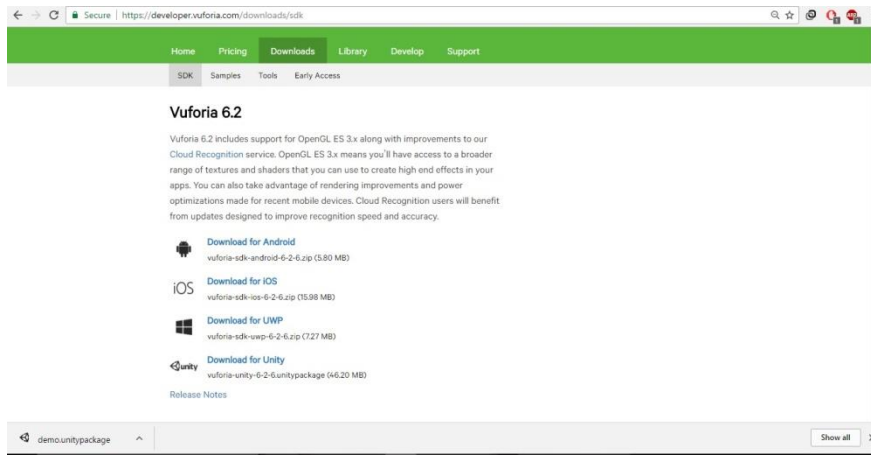 Secure | https://developer.vuforia.com/downloads/sdk
Home Pricing Downloads Library Develop Support
SDK Samples Tools Early Access
Vuforia 6.2
Vuforia 6.2 includes support for OpenGL ES 3.x along with improvements to our
Cloud Recognition service. OpenGL ES 3.x means you'll have access to a broader
range of textures and shaders that you can use to create high end effects in your
apps. You can also take advantage of rendering improvements and power
optimizations made for recent mobile devices. Cloud Recognition users will benefit
from updates designed to improve recognition speed and accuracy.
Download for Android
vuforia-sdk-android-6-2-6.zip (5.80 MB)
iOS Download for iOS
vuforia-sdk-ios-6-2-6.zip (15.98 MB)
Download for UWP
vuforia-sdk-uwp-6-2-6.zip (7.27 MB)
unity Download for Unity
vuforia-unity-6-2-6.unitypackage (46.20 MB)
Release Notes
demo.unitypackage Show all